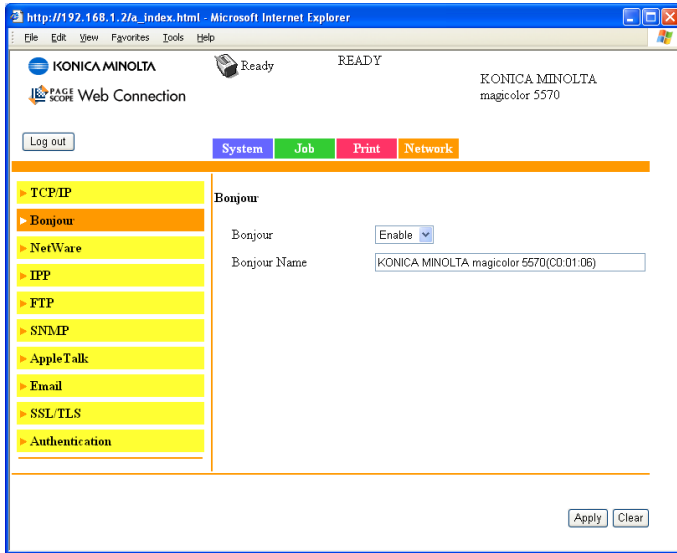 http://192.168.1.2/a_index.html - Microsoft Internet Explorer
File Edit View Favorites Tools Help
KONICA MINOLTA
Ready
READY
KONICA MINOLTA
magicolor 5570
PAGE SCOPE Web Connection
Log out
System Job Print Network
TCP/IP
Bonjour
NetWare
IPP
FTP
SNMP
AppleTalk
Email
SSL/TLS
Authentication
Bonjour
Bonjour Enable
Bonjour Name KONICA MINOLTA magicolor 5570(C0:01:06)
Apply Clear